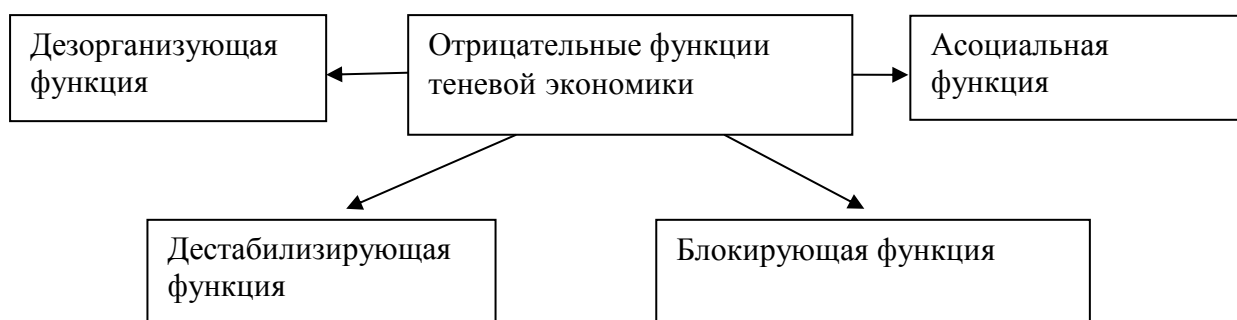 Дезорганизующая
функция
Отрицательные функции
теневой экономики
Асоциальная
функция
Дестабилизирующая
функция
Блокирующая функция